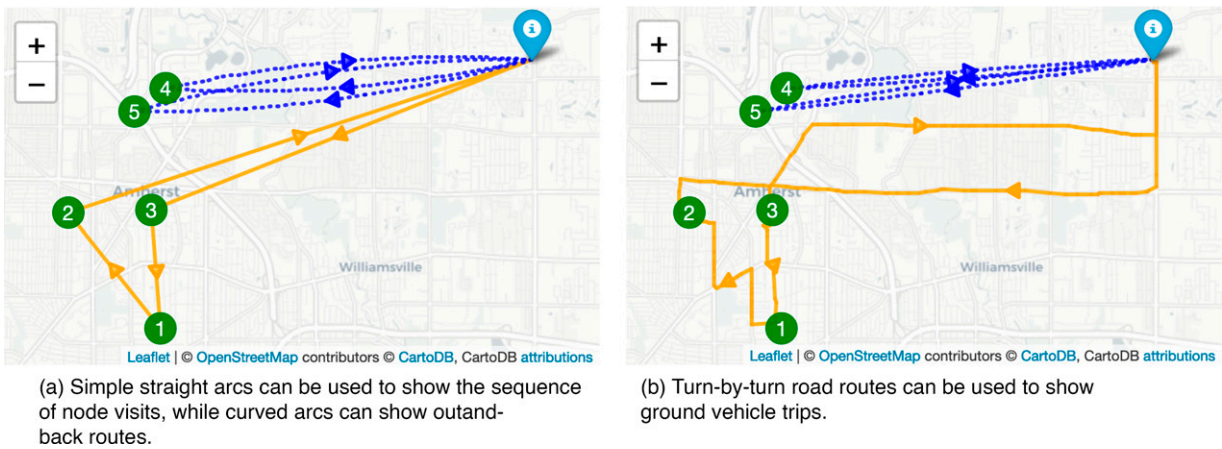 +
−
i
4
5
Amherst
2
3
Williamsville
1
Leaflet | © OpenStreetMap contributors © CartoDB, CartoDB attributions
(a) Simple straight arcs can be used to show the sequence
of node visits, while curved arcs can show outand-
back routes.
+
−
i
4
5
Amherst
2
3
Williamsville
1
Leaflet | © OpenStreetMap contributors © CartoDB, CartoDB attributions
(b) Turn-by-turn road routes can be used to show
ground vehicle trips.